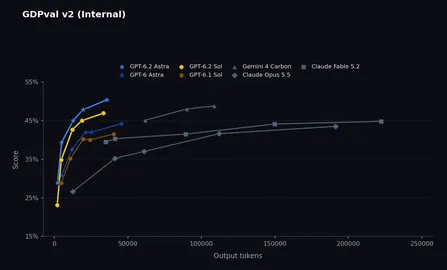 GDPval v2 (Internal)
GPT-6.2 Astra GPT-6.2 Sol Gemini 4 Carbon Claude Fable 5.2
GPT-6 Astra GPT-6.1 Sol Claude Opus 5.5
55%
45%
35%
25%
15%
Score
0 50000 100000 150000 200000 250000
Output tokens